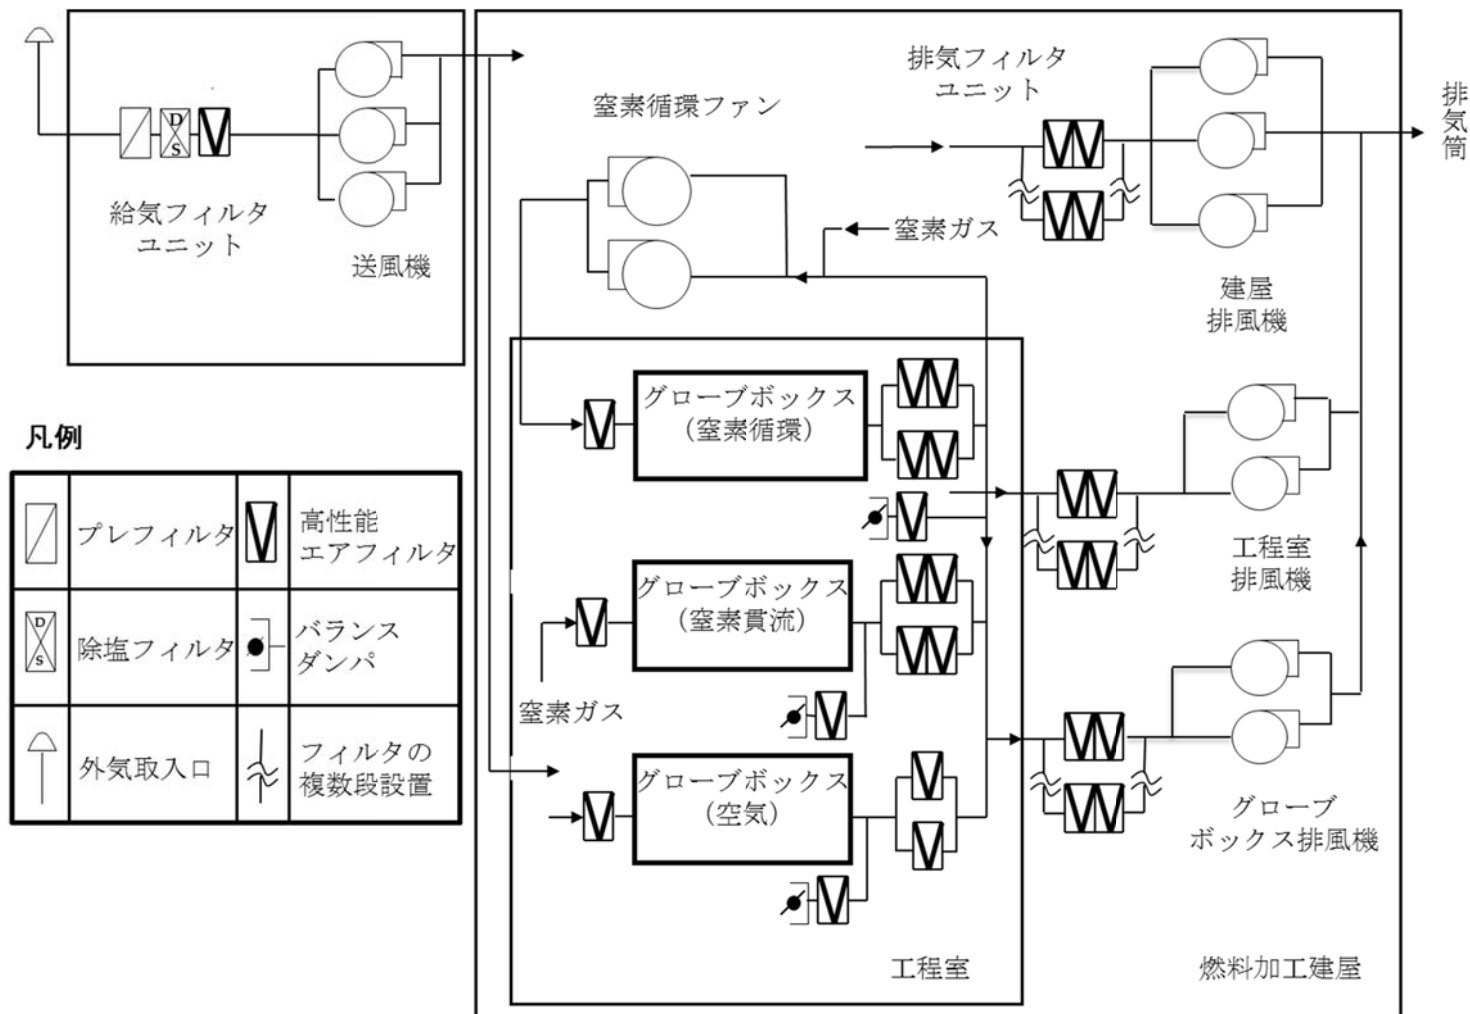 給気フィルタ
ユニット
送風機
D
S
窒素循環ファン
排気フィルタ
ユニット
排気筒
窒素ガス
建屋
排風機
グローブボックス
（窒素循環）
工程室
排風機
グローブボックス
（窒素貫流）
窒素ガス
グローブボックス
（空気）
グローブ
ボックス排風機
工程室
燃料加工建屋
凡例
プレフィルタ
高性能
エアフィルタ
D
S
除塩フィルタ
バランス
ダンパ
外気取入口
フィルタの
複数段設置